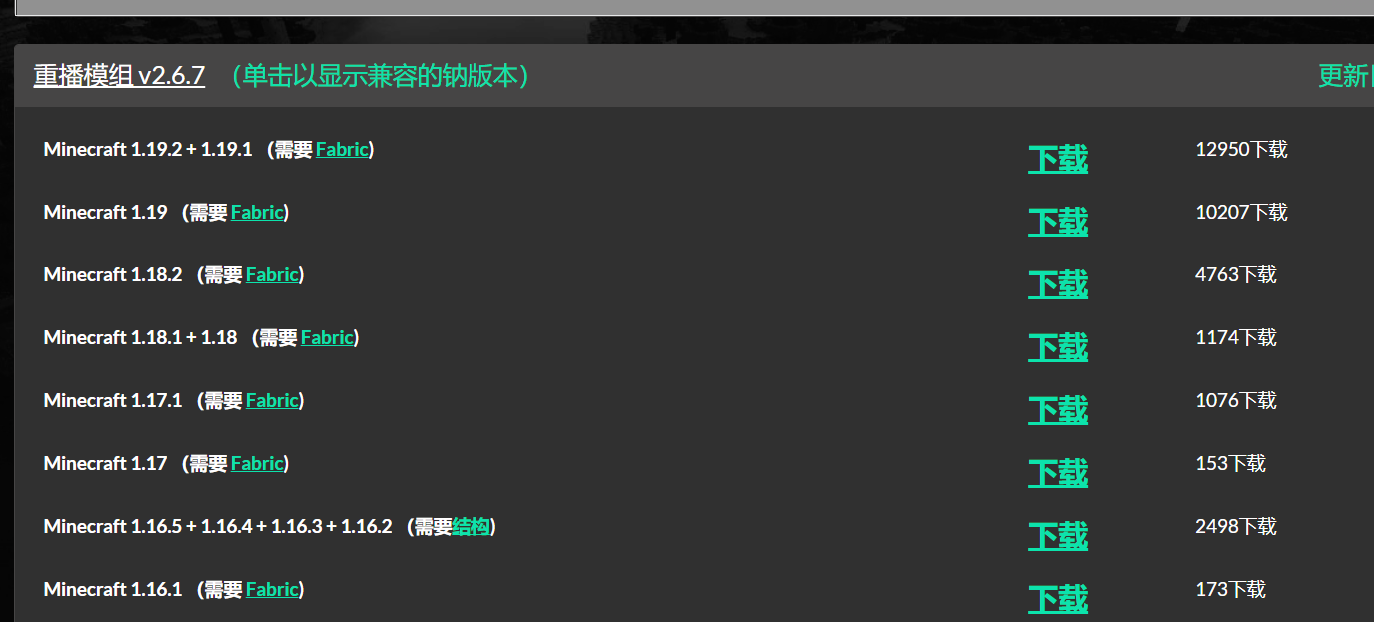 重播模组 v2.6.7 （单击以显示兼容的钠版本） 更新
Minecraft 1.19.2 + 1.19.1 (需要 Fabric) 下载 12950下载
Minecraft 1.19 (需要 Fabric) 下载 10207下载
Minecraft 1.18.2 (需要 Fabric) 下载 4763下载
Minecraft 1.18.1 + 1.18 (需要 Fabric) 下载 1174下载
Minecraft 1.17.1 (需要 Fabric) 下载 1076下载
Minecraft 1.17 (需要 Fabric) 下载 153下载
Minecraft 1.16.5 + 1.16.4 + 1.16.3 + 1.16.2 (需要结构) 下载 2498下载
Minecraft 1.16.1 (需要 Fabric) 下载 173下载